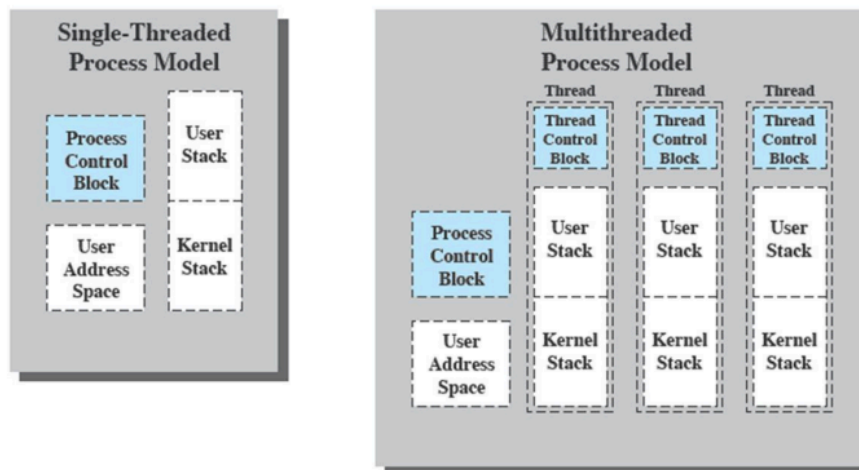 Single-Threaded
Process Model
Process
Control
Block
User
Stack
User
Address
Space
Kernel
Stack
Multithreaded
Process Model
Thread
Thread
Thread
Thread
Control
Block
Thread
Control
Block
Thread
Control
Block
Process
Control
Block
User
Stack
User
Stack
User
Stack
User
Address
Space
Kernel
Stack
Kernel
Stack
Kernel
Stack